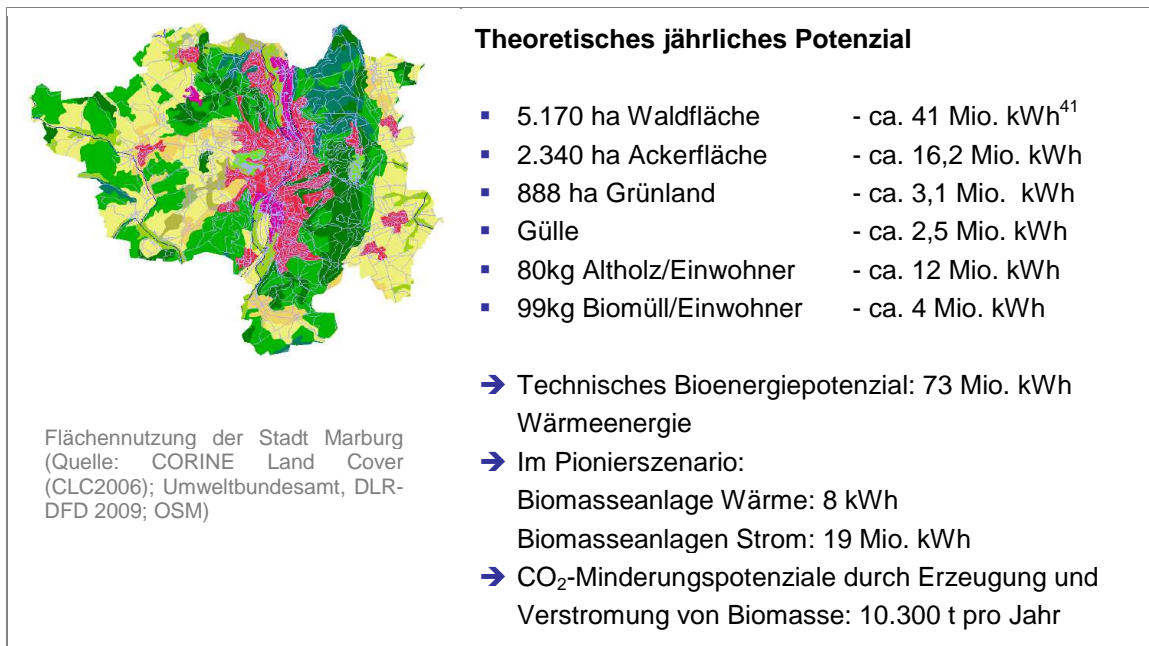 Theoretisches jährliches Potenzial
▪ 5.170 ha Waldfläche - ca. 41 Mio. kWh⁴¹
▪ 2.340 ha Ackerfläche - ca. 16,2 Mio. kWh
▪ 888 ha Grünland - ca. 3,1 Mio. kWh
▪ Gülle - ca. 2,5 Mio. kWh
▪ 80kg Altholz/Einwohner - ca. 12 Mio. kWh
▪ 99kg Biomüll/Einwohner - ca. 4 Mio. kWh
➔ Technisches Bioenergiepotenzial: 73 Mio. kWh
Wärmeenergie
➔ Im Pionierszenario:
Biomasseanlage Wärme: 8 kWh
Biomasseanlagen Strom: 19 Mio. kWh
➔ CO₂-Minderungspotenziale durch Erzeugung und
Verstromung von Biomasse: 10.300 t pro Jahr
Flächennutzung der Stadt Marburg
(Quelle: CORINE Land Cover
(CLC2006); Umweltbundesamt, DLR-
DFD 2009; OSM)